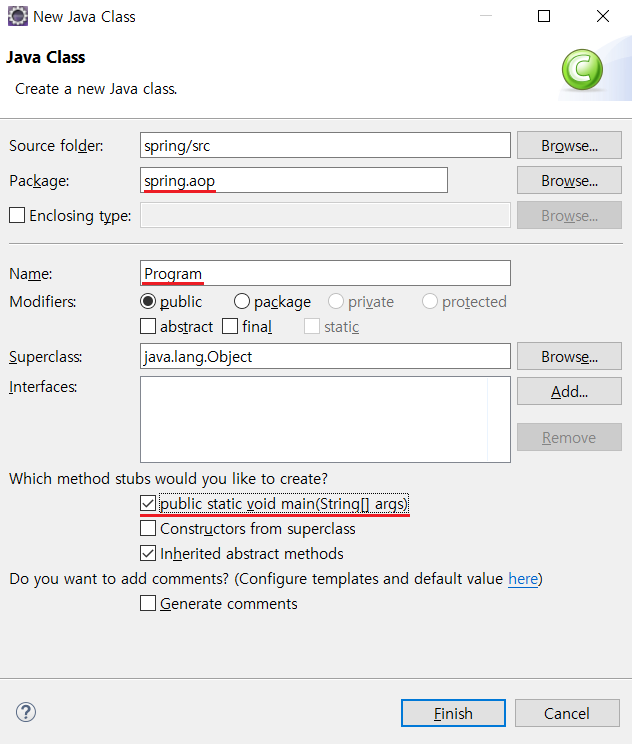 New Java Class
Java Class
Create a new Java class.
Source folder: spring/src Browse...
Package: spring.aop Browse...
Enclosing type: Browse...
Name: Program
Modifiers: public package private protected
abstract final static
Superclass: java.lang.Object Browse...
Interfaces: Add...
Remove
Which method stubs would you like to create?
public static void main(String[] args)
Constructors from superclass
Inherited abstract methods
Do you want to add comments? (Configure templates and default value here)
Generate comments
? Finish Cancel